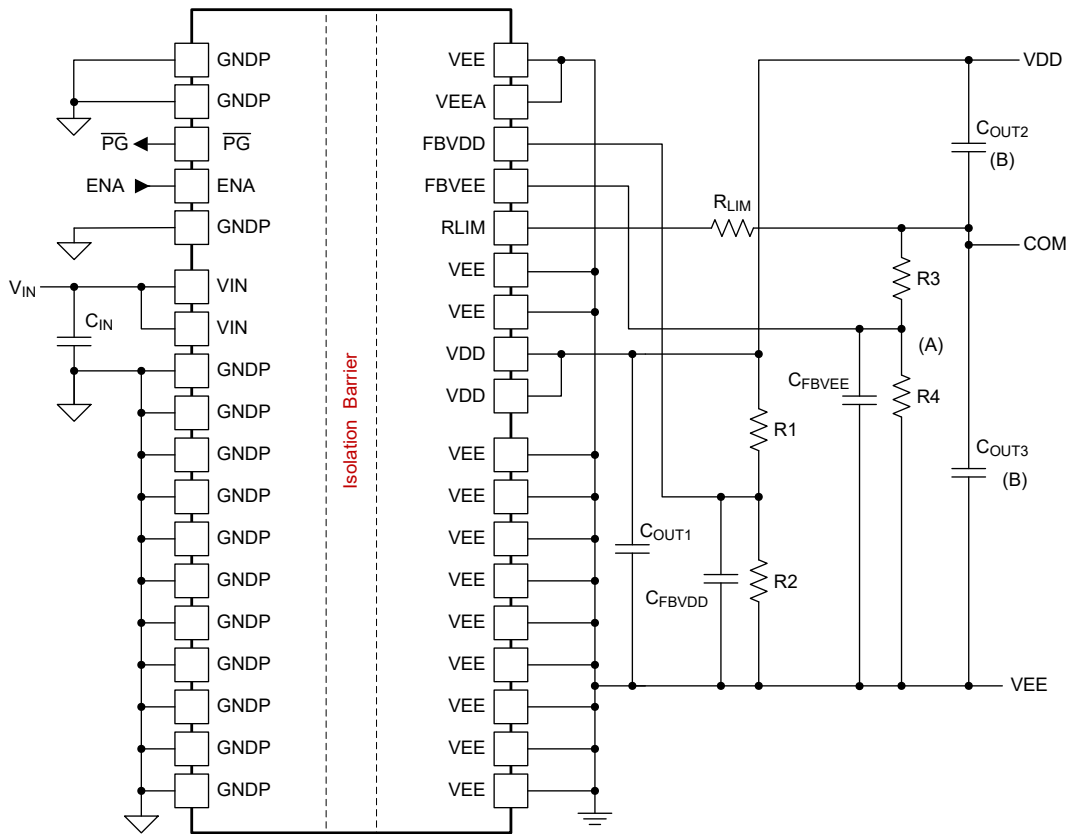 GNDP
GNDP
P̅G̅ P̅G̅
ENA ENA
GNDP
VIN VIN
CIN
VIN
GNDP
GNDP
GNDP
GNDP
GNDP
GNDP
GNDP
GNDP
GNDP
GNDP
GNDP
Isolation Barrier
VEE
VEEA
FBVDD
FBVEE
RLIM
VEE
VEE
VDD
VDD
VEE
VEE
VEE
VEE
VEE
VEE
VEE
VEE
VEE
RLIM
COUT1
CFBVDD
R1
R2
CFBVEE
R3
(A)
R4
VDD
COUT2
(B)
COM
COUT3
(B)
VEE